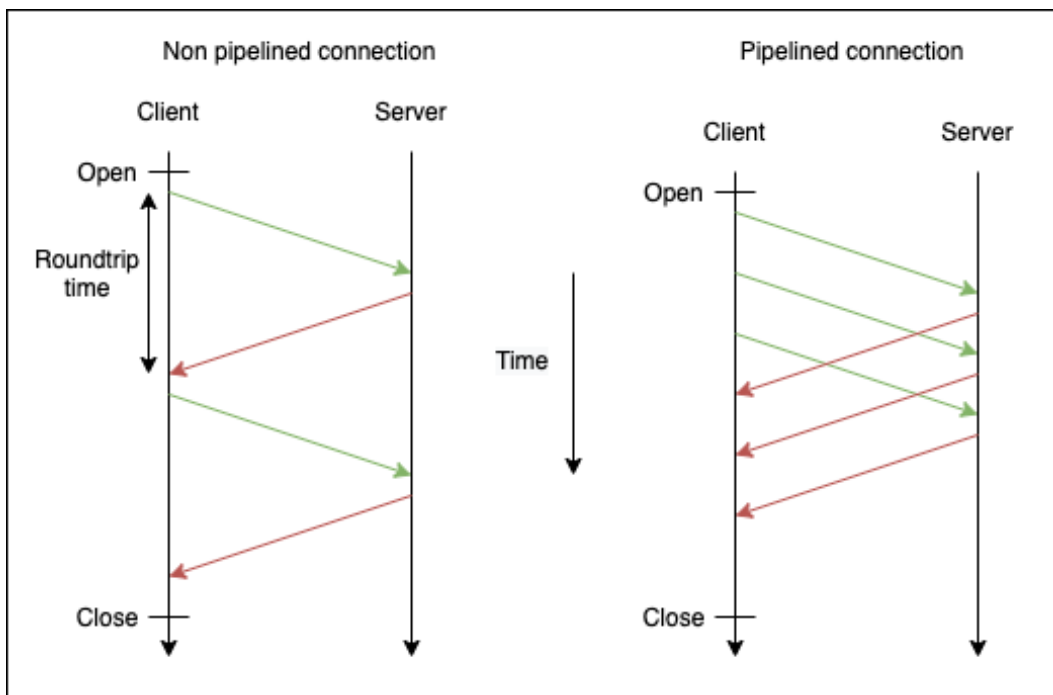 Non pipelined connection
Pipelined connection
Client
Server
Client
Server
Open
Open
Roundtrip
time
Time
Close
Close